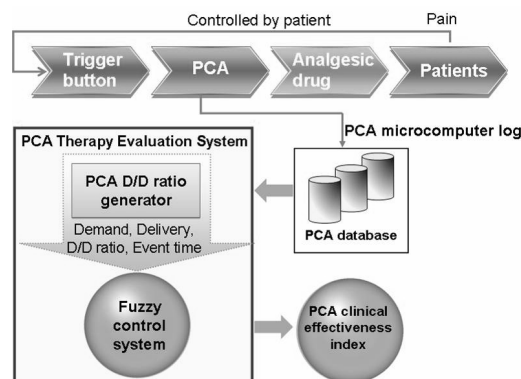 Controlled by patient
Pain
Trigger
button
PCA
Analgesic
drug
Patients
PCA microcomputer log
PCA Therapy Evaluation System
PCA D/D ratio
generator
Demand, Delivery,
D/D ratio, Event time
Fuzzy
control
system
PCA database
PCA clinical
effectiveness
index